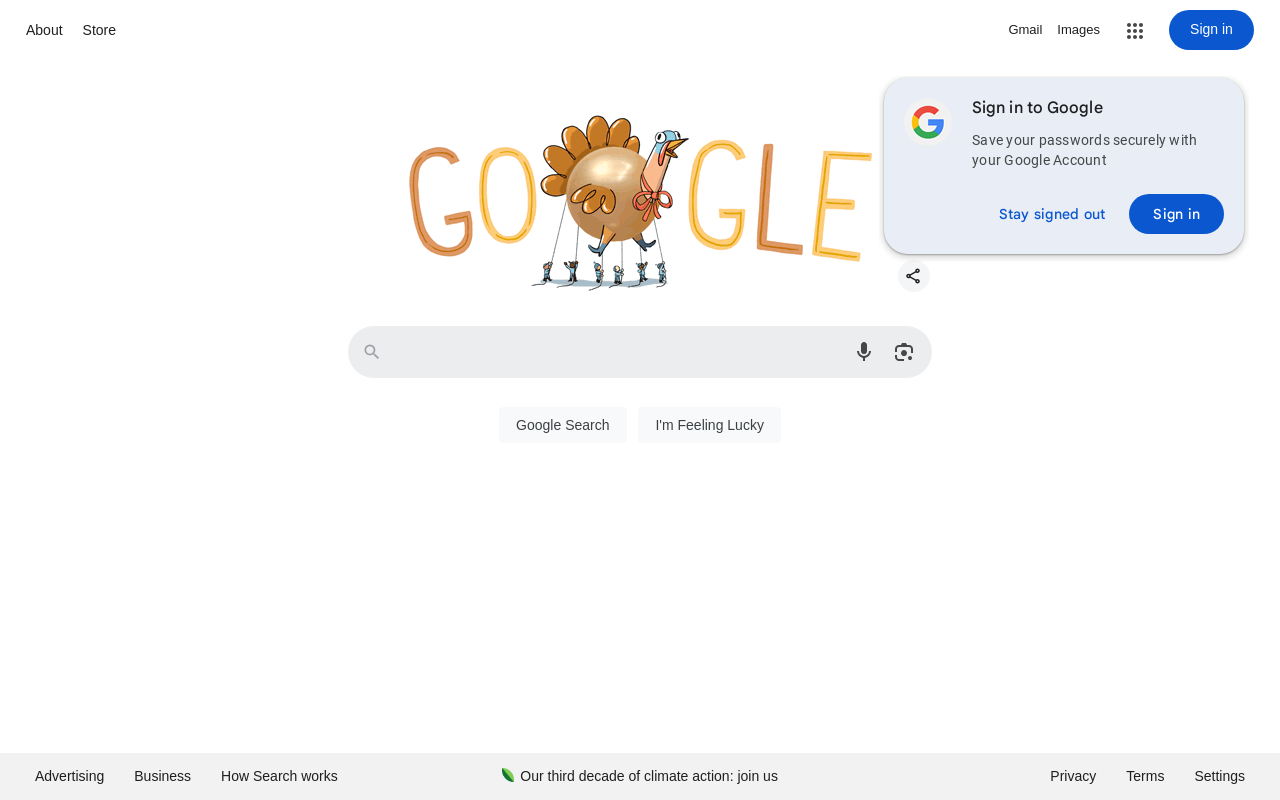 About Store
Gmail Images Sign in
GOOGLE
Sign in to Google
Save your passwords securely with
your Google Account
Stay signed out Sign in
Google Search I'm Feeling Lucky
Advertising Business How Search works
Our third decade of climate action: join us
Privacy Terms Settings